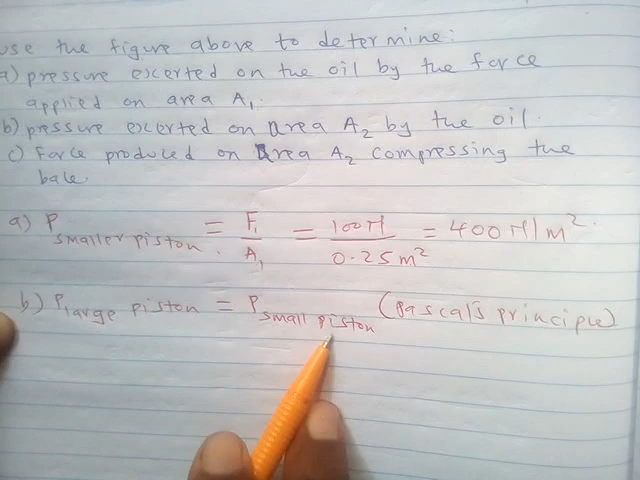 use the figure above to determine:
a) pressure excerted on the oil by the force
applied on area A₁.
b) pressure excerted on area A₂ by the oil.
c) Force produced on area A₂ compressing the
bale
a) P smaller piston. = F₁/A₁ = 100N/0.25m² = 400N/m².
b) Plarge piston = Psmall piston (pascal's principle)